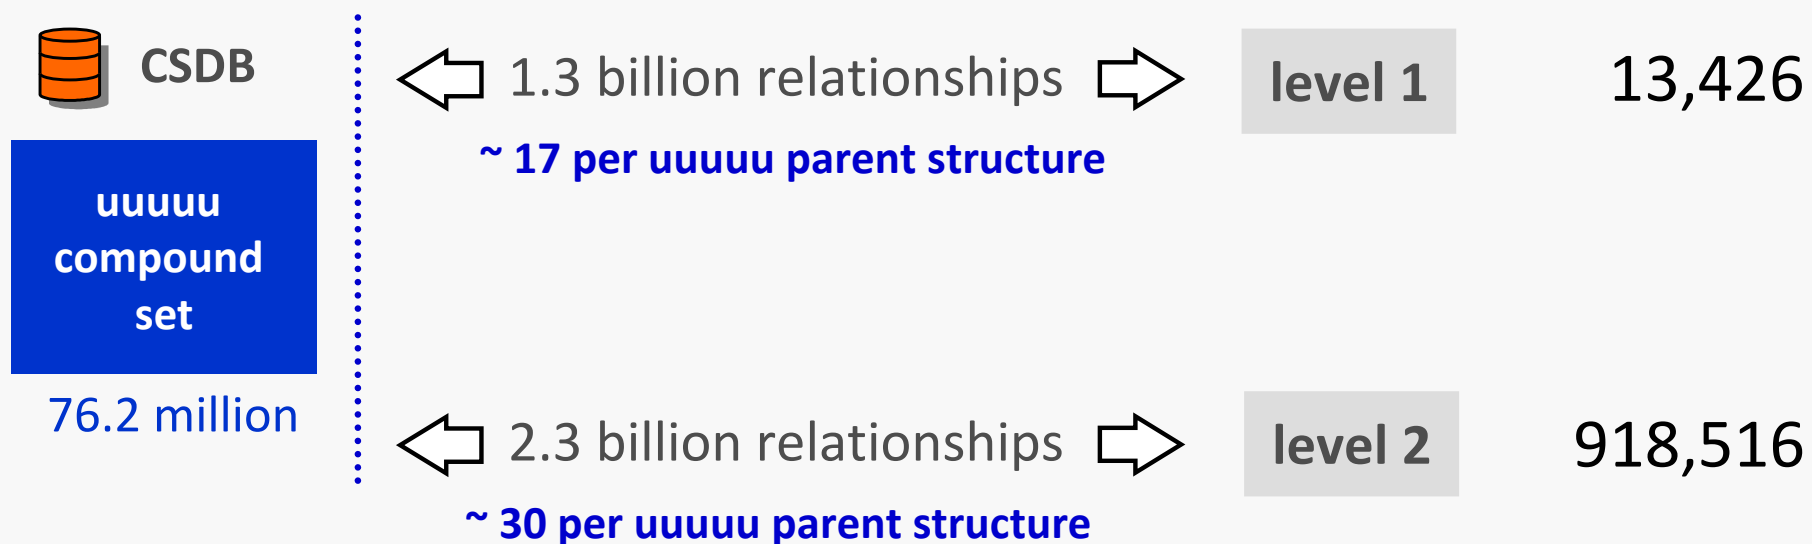 CSDB
uuuuu
compound
set
76.2 million
1.3 billion relationships
~ 17 per uuuuu parent structure
level 1
13,426
2.3 billion relationships
~ 30 per uuuuu parent structure
level 2
918,516